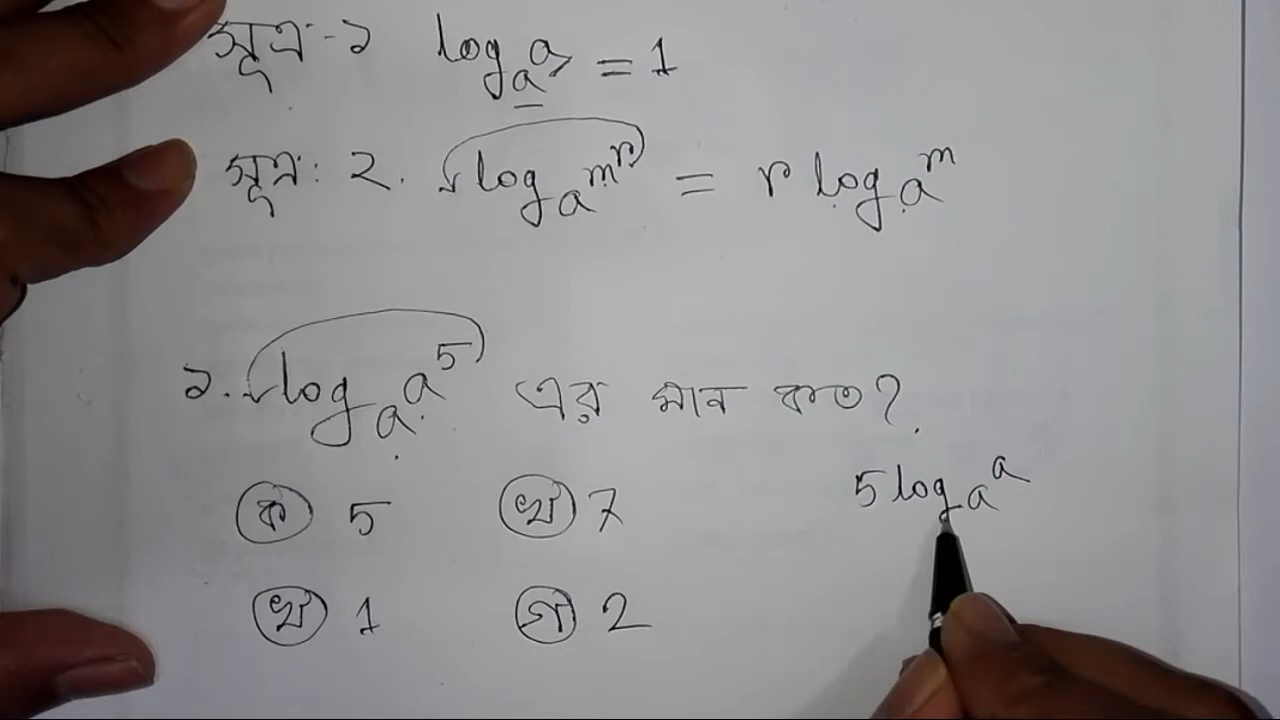 সূত্র:-১ logₐa = 1
সূত্র: ২. logₐmʳ = r logₐm
১. logₐa⁵ এর মান কত?
5 logₐa
ক 5 খ 7
খ 1 গ 2